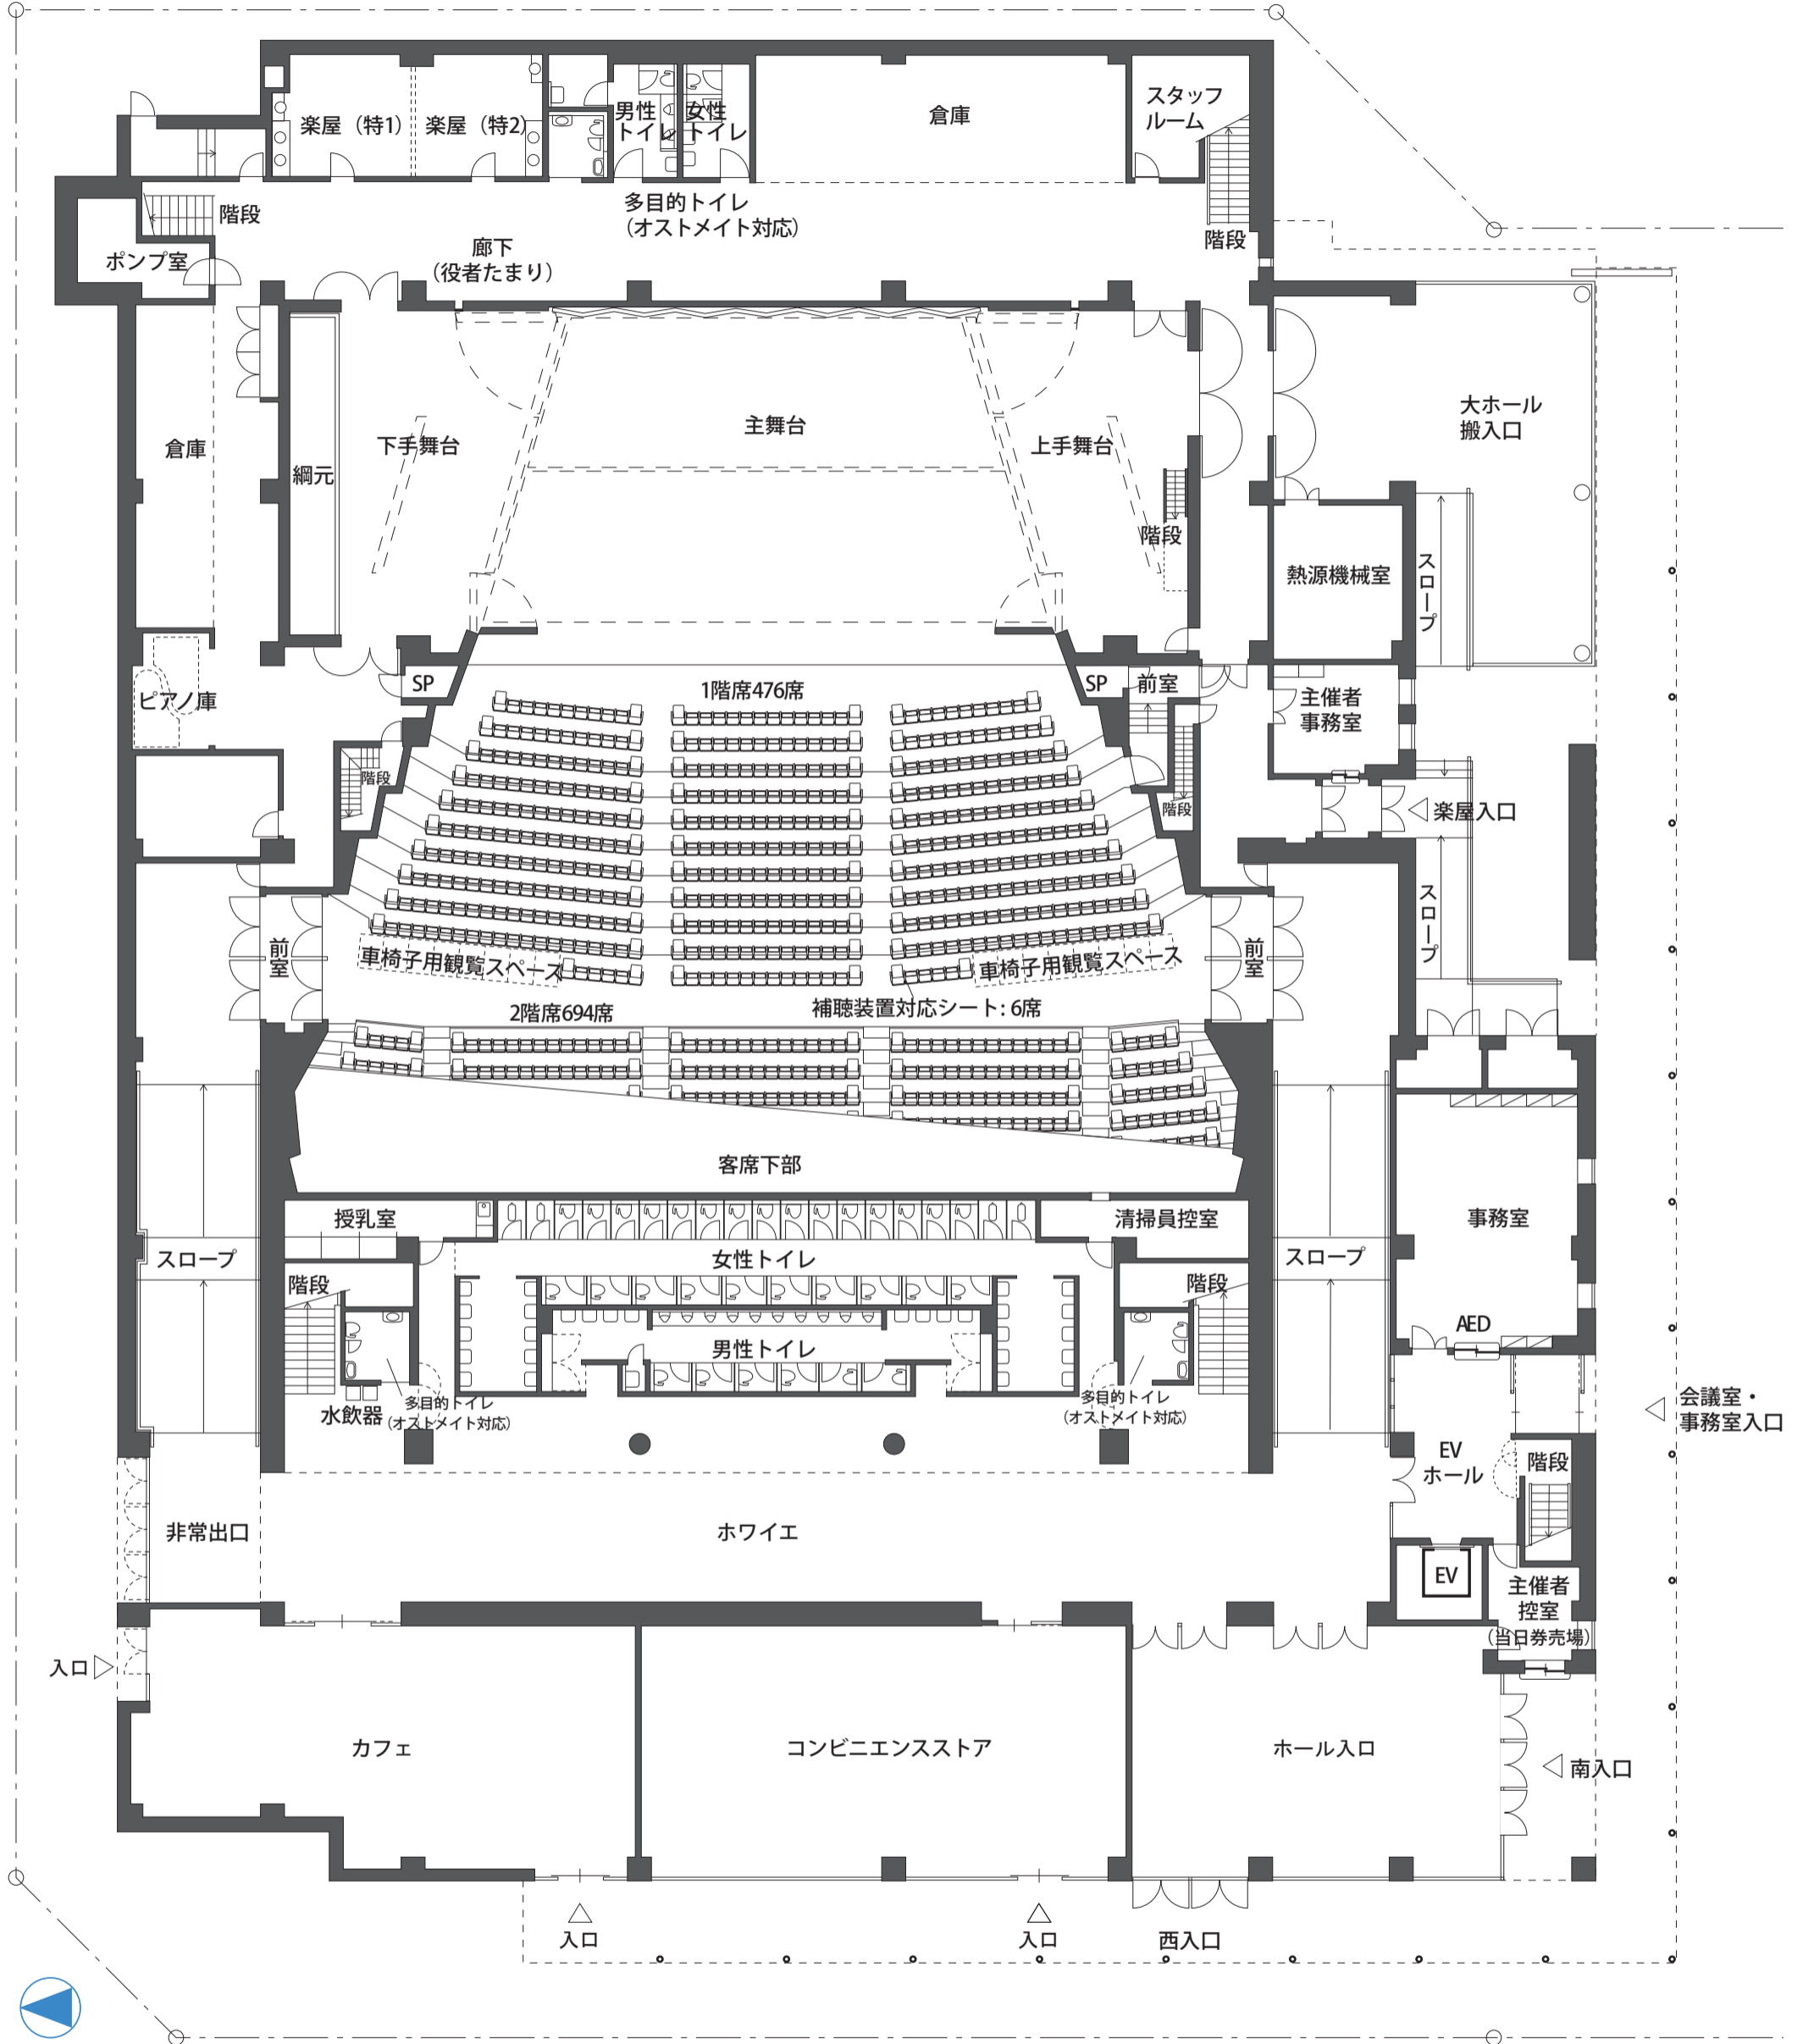 楽屋（特1）
楽屋（特2）
男性
トイレ
女性
トイレ
倉庫
スタッフ
ルーム
階段
多目的トイレ
（オストメイト対応）
階段
ポンプ室
廊下
（役者たまり）
倉庫
綱元
下手舞台
主舞台
上手舞台
階段
大ホール
搬入口
熱源機械室
スロープ
ピアノ庫
SP
1階席476席
SP
前室
主催者
事務室
階段
階段
楽屋入口
前室
車椅子用観覧スペース
車椅子用観覧スペース
前室
スロープ
2階席694席
補聴装置対応シート：6席
客席下部
授乳室
清掃員控室
事務室
スロープ
女性トイレ
スロープ
階段
階段
男性トイレ
AED
水飲器
多目的トイレ
（オストメイト対応）
多目的トイレ
（オストメイト対応）
会議室・
事務室入口
EV
ホール
階段
非常出口
ホワイエ
EV
主催者
控室
（当日券売場）
入口
カフェ
コンビニエンスストア
ホール入口
南入口
入口
入口
西入口